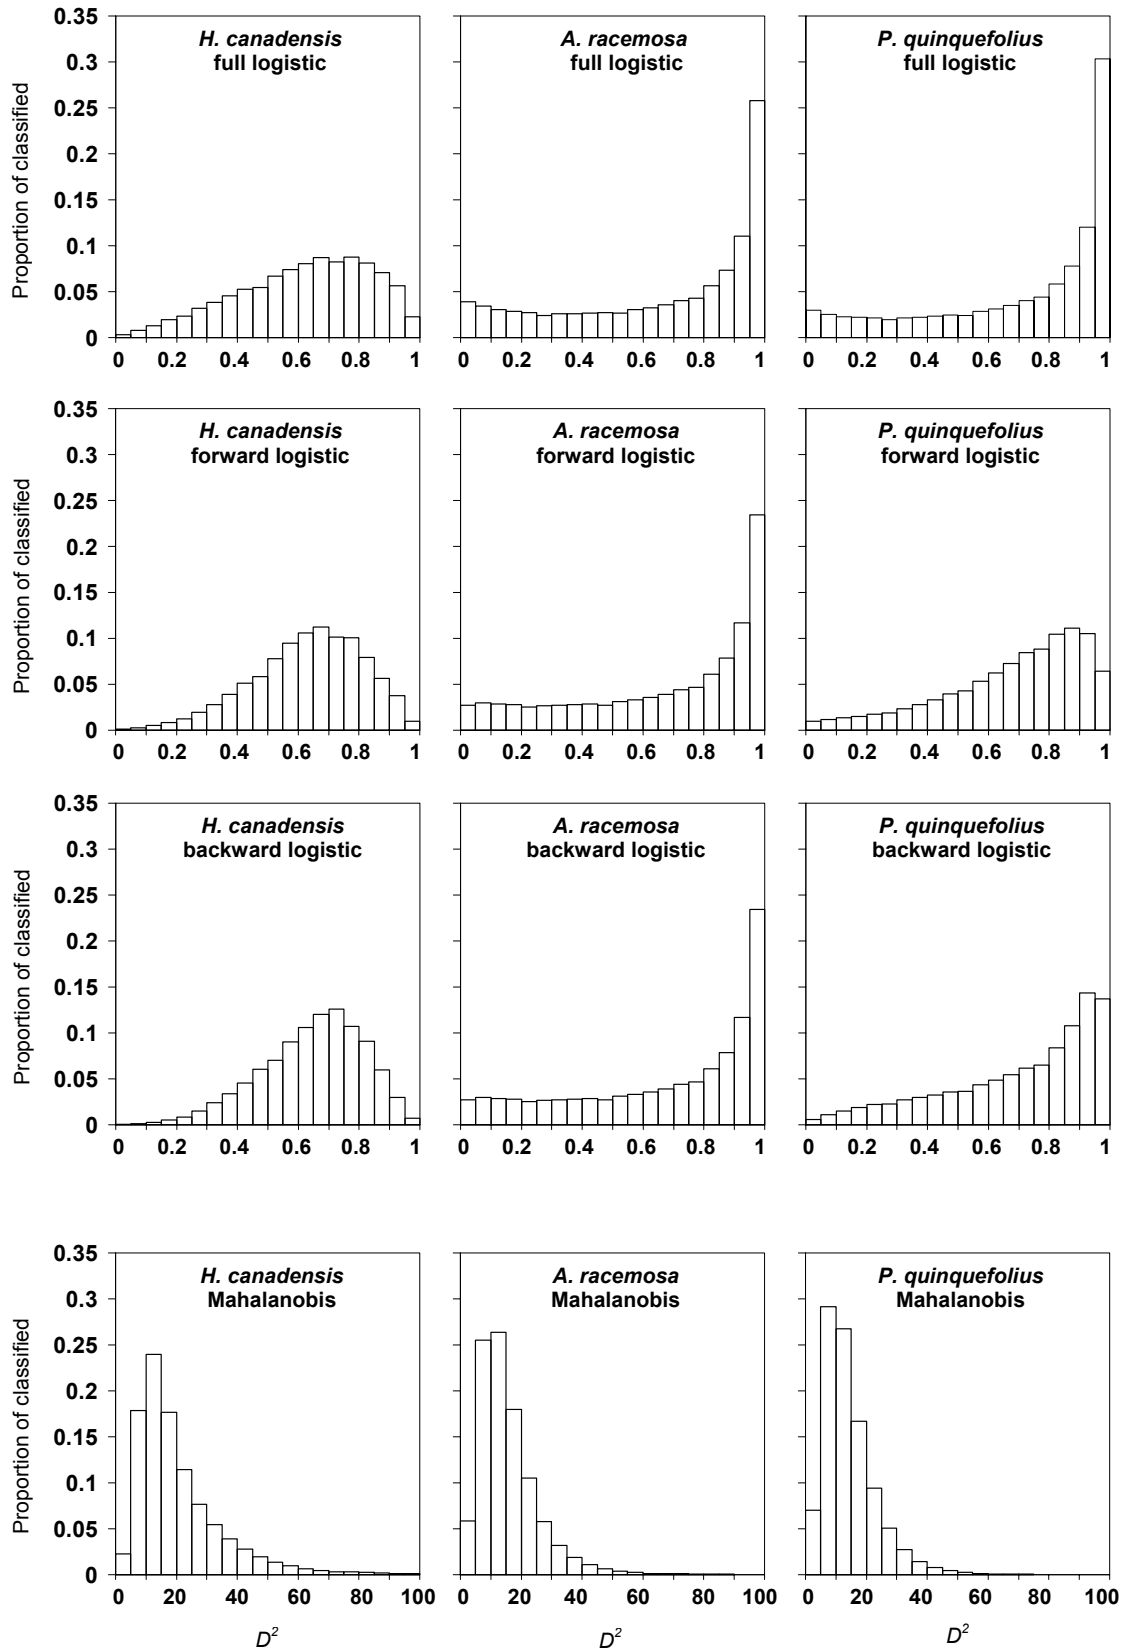 0.35
0.3
0.25
0.2
0.15
0.1
0.05
0
Proportion of classified
H. canadensis
full logistic
0 0.2 0.4 0.6 0.8 1
A. racemosa
full logistic
0 0.2 0.4 0.6 0.8 1
P. quinquefolius
full logistic
0 0.2 0.4 0.6 0.8 1
0.35
0.3
0.25
0.2
0.15
0.1
0.05
0
Proportion of classified
H. canadensis
forward logistic
0 0.2 0.4 0.6 0.8 1
A. racemosa
forward logistic
0 0.2 0.4 0.6 0.8 1
P. quinquefolius
forward logistic
0 0.2 0.4 0.6 0.8 1
0.35
0.3
0.25
0.2
0.15
0.1
0.05
0
Proportion of classified
H. canadensis
backward logistic
0 0.2 0.4 0.6 0.8 1
A. racemosa
backward logistic
0 0.2 0.4 0.6 0.8 1
P. quinquefolius
backward logistic
0 0.2 0.4 0.6 0.8 1
0.35
0.3
0.25
0.2
0.15
0.1
0.05
0
Proportion of classified
H. canadensis
Mahalanobis
0 20 40 60 80 100
D²
A. racemosa
Mahalanobis
0 20 40 60 80 100
D²
P. quinquefolius
Mahalanobis
0 20 40 60 80 100
D²